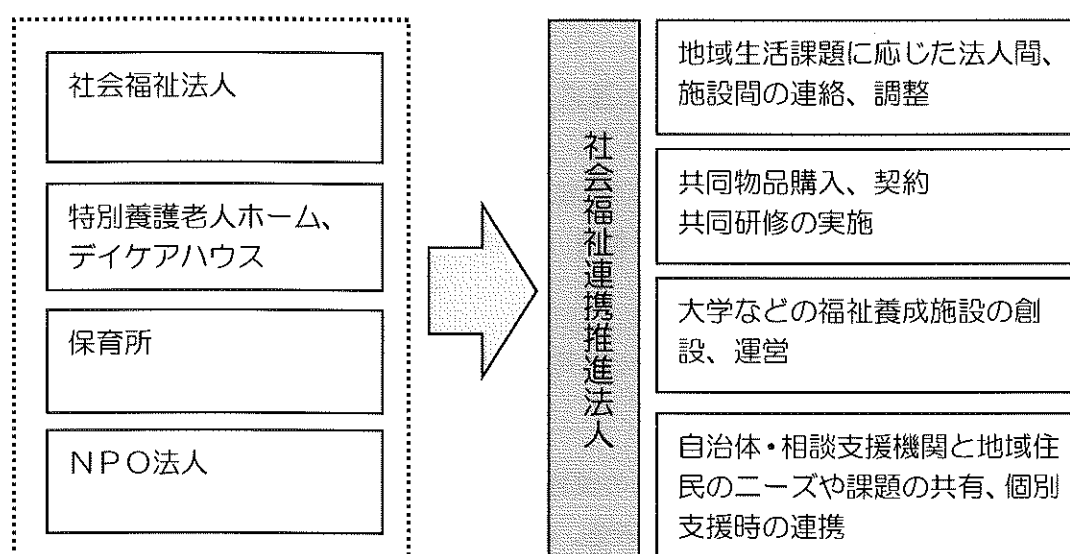 社会福祉法人
特別養護老人ホーム、
デイケアハウス
保育所
NPO法人
社会福祉連携推進法人
地域生活課題に応じた法人間、
施設間の連絡、調整
共同物品購入、契約
共同研修の実施
大学などの福祉養成施設の創
設、運営
自治体・相談支援機関と地域住
民のニーズや課題の共有、個別
支援時の連携